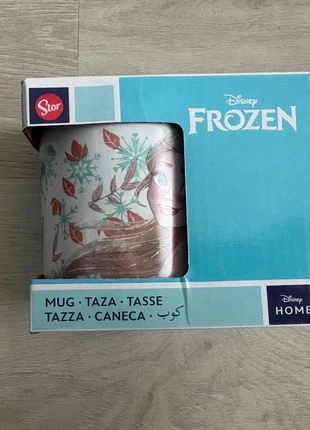 Stor
Disney
FROZEN
MUG · TAZA · TASSE
TAZZA · CANECA · كوب
Disney
HOME